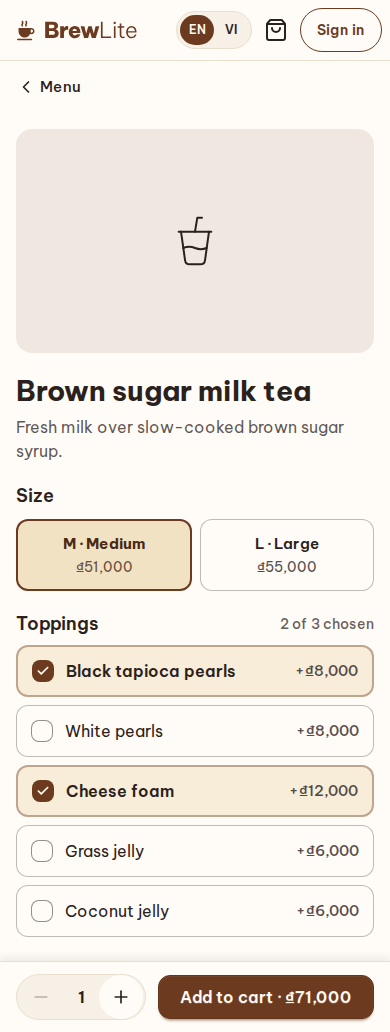 BrewLite
EN VI
Sign in
Menu
Brown sugar milk tea
Fresh milk over slow-cooked brown sugar
syrup.
Size
M · Medium
₫51,000
L · Large
₫55,000
Toppings
2 of 3 chosen
Black tapioca pearls +₫8,000
White pearls +₫8,000
Cheese foam +₫12,000
Grass jelly +₫6,000
Coconut jelly +₫6,000
1
Add to cart · ₫71,000